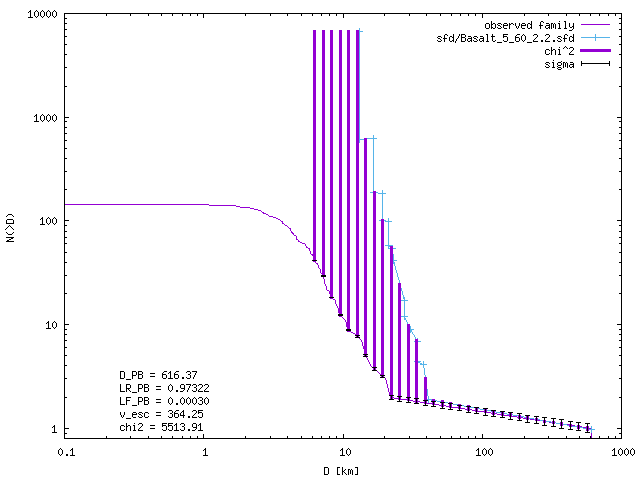 10000
1000
100
10
1
N(>D)
observed family
sfd/Basalt_5_60_2.2.sfd
chi^2
sigma
D_PB = 616.37
LR_PB = 0.97322
LF_PB = 0.00030
v_esc = 364.25
chi2 = 5513.91
0.1 1 10 100 1000
D [km]